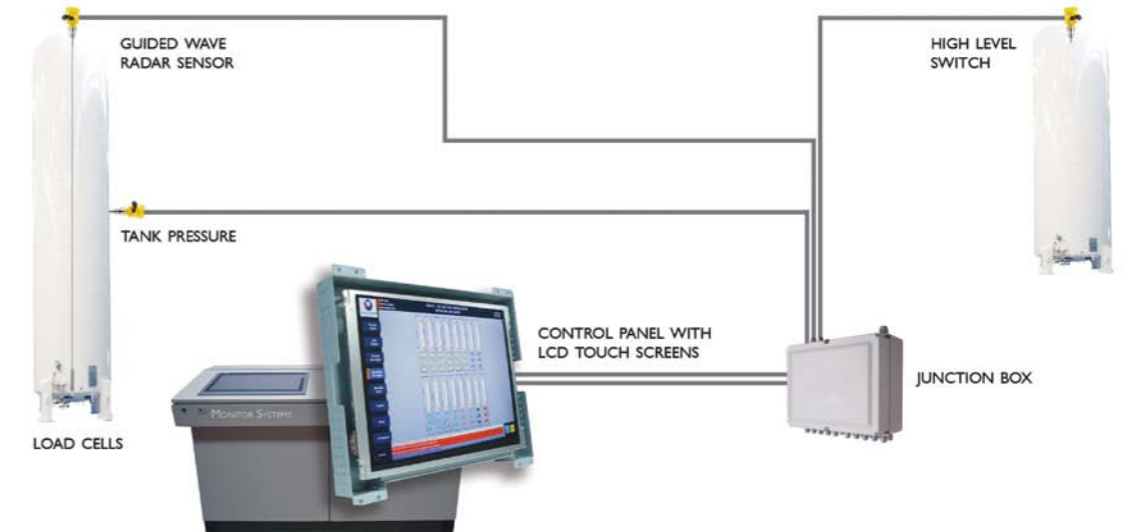 GUIDED WAVE
RADAR SENSOR
HIGH LEVEL
SWITCH
TANK PRESSURE
CONTROL PANEL WITH
LCD TOUCH SCREENS
JUNCTION BOX
MONITOR SYSTEMS
LOAD CELLS